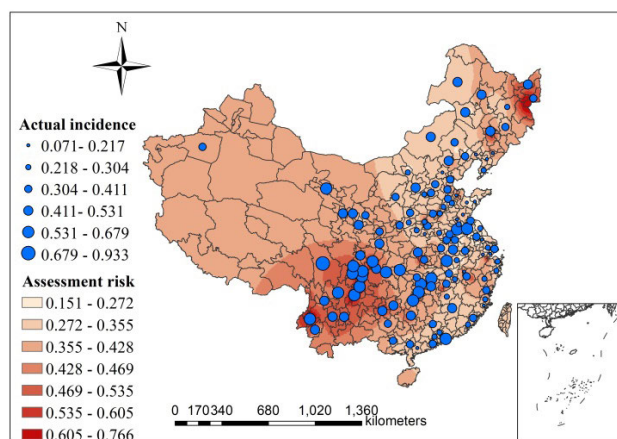 N
W
E
S
Actual incidence
0.071 - 0.217
0.218 - 0.304
0.304 - 0.411
0.411 - 0.531
0.531 - 0.679
0.679 - 0.933
Assessment risk
0.151 - 0.272
0.272 - 0.355
0.355 - 0.428
0.428 - 0.469
0.469 - 0.535
0.535 - 0.605
0.605 - 0.766
0 170340 680 1,020 1,360
kilometers